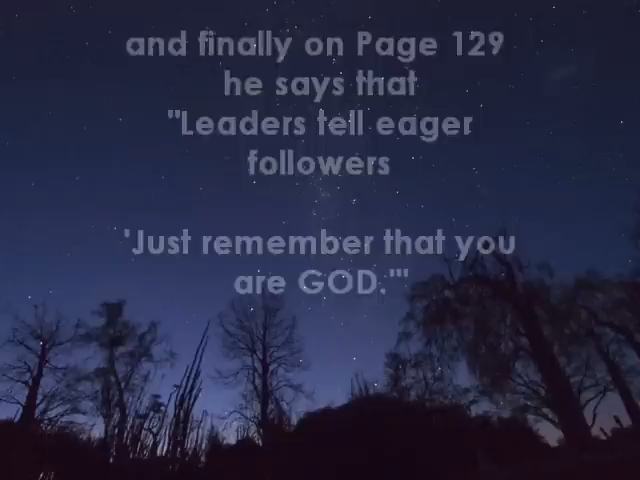 and finally on Page 129
he says that
"Leaders tell eager
followers
'Just remember that you
are GOD.'"